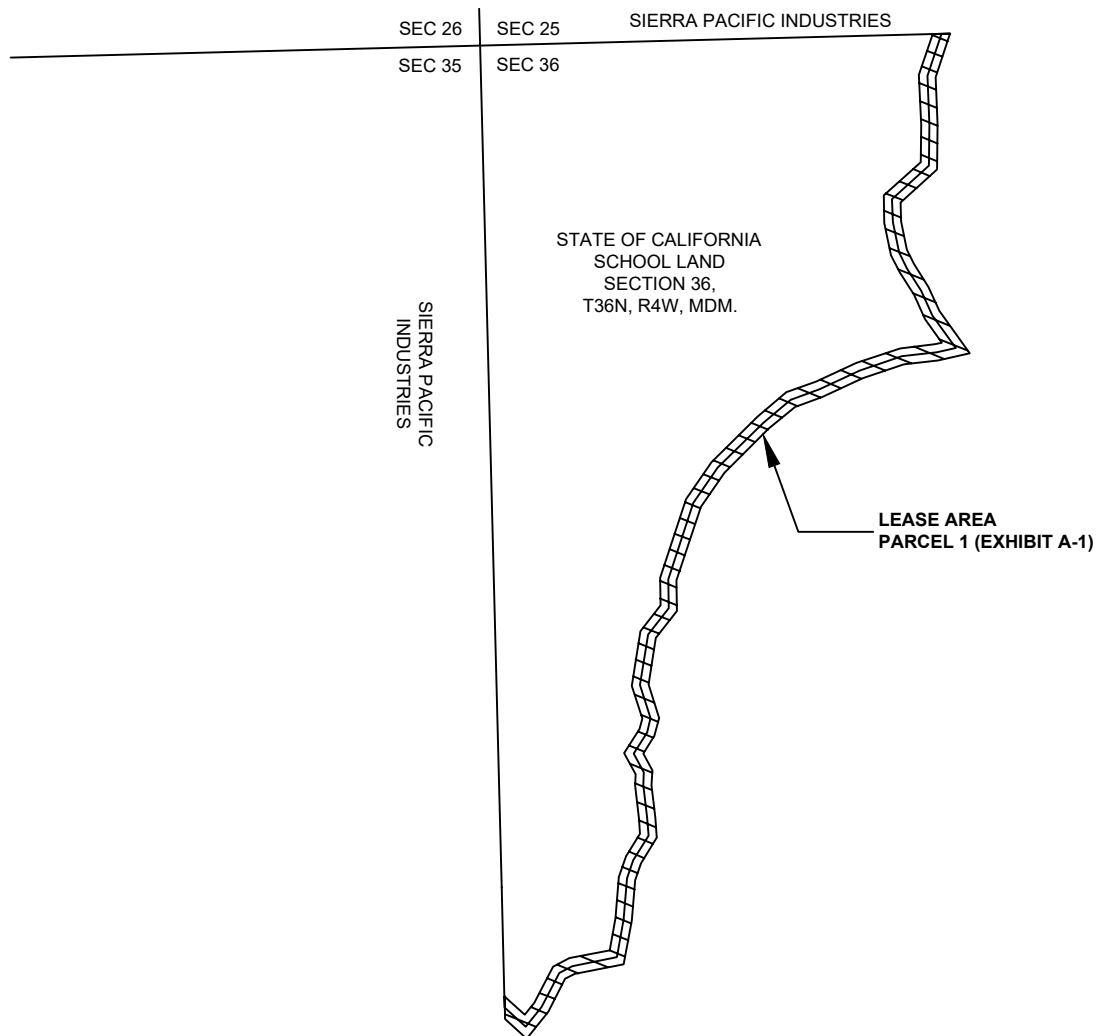 SIERRA PACIFIC INDUSTRIES
SEC 26
SEC 25
SEC 35
SEC 36
STATE OF CALIFORNIA
SCHOOL LAND
SECTION 36,
T36N, R4W, MDM.
SIERRA PACIFIC
INDUSTRIES
LEASE AREA
PARCEL 1 (EXHIBIT A-1)